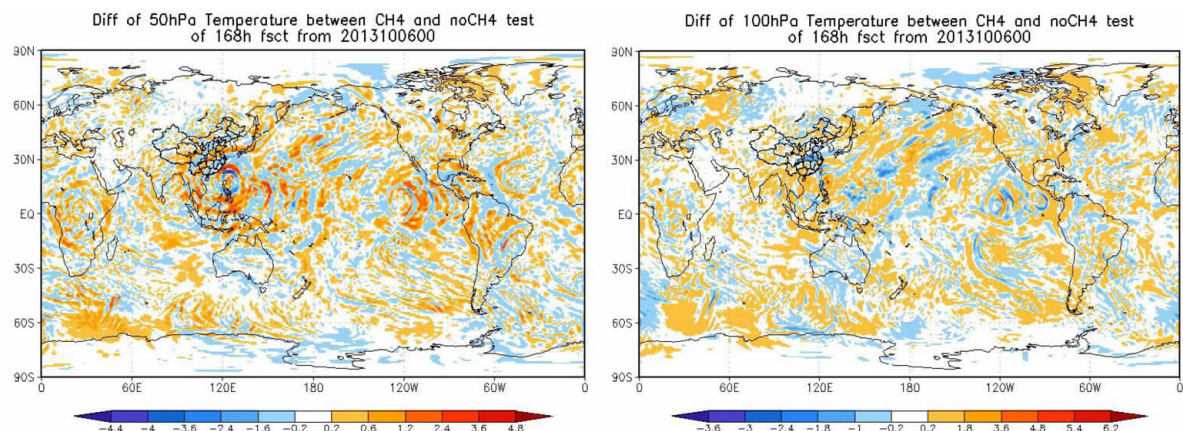 Diff of 50hPa Temperature between CH4 and noCH4 test
of 168h fsct from 2013100600
90N
60N
30N
EQ
30S
60S
90S
0 60E 120E 180 120W 60W 0
-4.4 -4 -3.6 -2.4 -1.6 -0.2 0.2 0.6 1.2 2.4 3.6 4.8
Diff of 100hPa Temperature between CH4 and noCH4 test
of 168h fsct from 2013100600
90N
60N
30N
EQ
30S
60S
90S
0 60E 120E 180 120W 60W 0
-3.6 -3 -2.4 -1.8 -1 -0.2 0.2 1.8 4.8 5.4 6.2